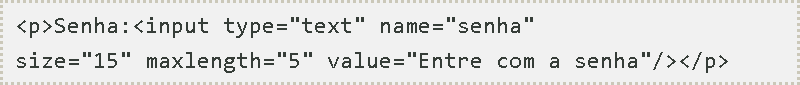 <p>Senha:<input type="text" name="senha"
size="15" maxlength="5" value="Entre com a senha"/></p>